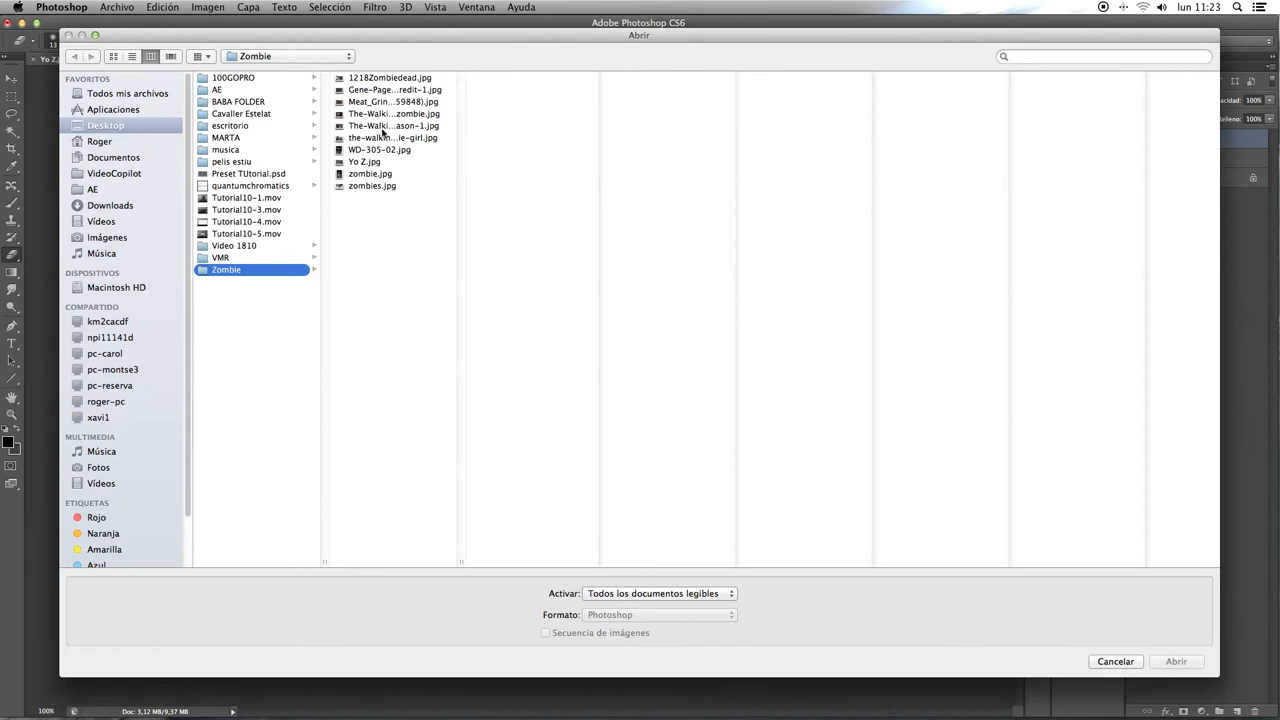 Photoshop Archivo Edición Imagen Capa Texto Selección Filtro 3D Vista Ventana Ayuda lun 11:23
Adobe Photoshop CS6
Abrir
13
Yo Z.j
Zombie
FAVORITOS
Todos mis archivos
Aplicaciones
Desktop
Roger
Documentos
VideoCopilot
AE
Downloads
Vídeos
Imágenes
Música
DISPOSITIVOS
Macintosh HD
COMPARTIDO
km2cacdf
npi11141d
pc-carol
pc-montse3
pc-reserva
roger-pc
xavi1
MULTIMEDIA
Música
Fotos
Vídeos
ETIQUETAS
Rojo
Naranja
Amarilla
Azul
100GOPRO
AE
BABA FOLDER
Cavaller Estelat
escritorio
MARTA
musica
pelis estiu
Preset TUtorial.psd
quantumchromatics
Tutorial10-1.mov
Tutorial10-3.mov
Tutorial10-4.mov
Tutorial10-5.mov
Video 1810
VMR
Zombie
1218Zombiedead.jpg
Gene-Page...redit-1.jpg
Meat_Grin...59848).jpg
The-Walki...zombie.jpg
The-Walki...ason-1.jpg
the-walkin...ie-girl.jpg
WD-305-02.jpg
Yo Z.jpg
zombie.jpg
zombies.jpg
acidad: 100%
telleno: 100%
Activar: Todos los documentos legibles
Formato: Photoshop
Secuencia de imágenes
Cancelar Abrir
100% Doc: 3,12 MB/9,37 MB